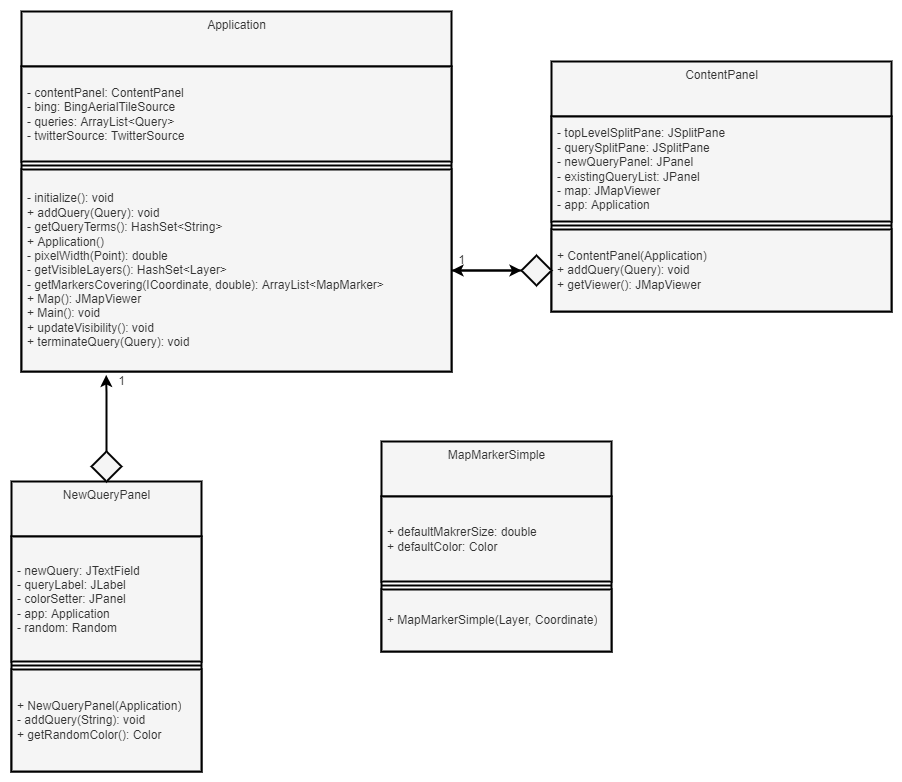 Application
- contentPanel: ContentPanel
- bing: BingAerialTileSource
- queries: ArrayList<Query>
- twitterSource: TwitterSource
- initialize(): void
+ addQuery(Query): void
- getQueryTerms(): HashSet<String>
+ Application()
- pixelWidth(Point): double
- getVisibleLayers(): HashSet<Layer>
- getMarkersCovering(ICoordinate, double): ArrayList<MapMarker>
+ Map(): JMapViewer
+ Main(): void
+ updateVisibility(): void
+ terminateQuery(Query): void
1
ContentPanel
- topLevelSplitPane: JSplitPane
- querySplitPane: JSplitPane
- newQueryPanel: JPanel
- existingQueryList: JPanel
- map: JMapViewer
- app: Application
+ ContentPanel(Application)
+ addQuery(Query): void
+ getViewer(): JMapViewer
1
NewQueryPanel
- newQuery: JTextField
- queryLabel: JLabel
- colorSetter: JPanel
- app: Application
- random: Random
+ NewQueryPanel(Application)
- addQuery(String): void
+ getRandomColor(): Color
MapMarkerSimple
+ defaultMakrerSize: double
+ defaultColor: Color
+ MapMarkerSimple(Layer, Coordinate)